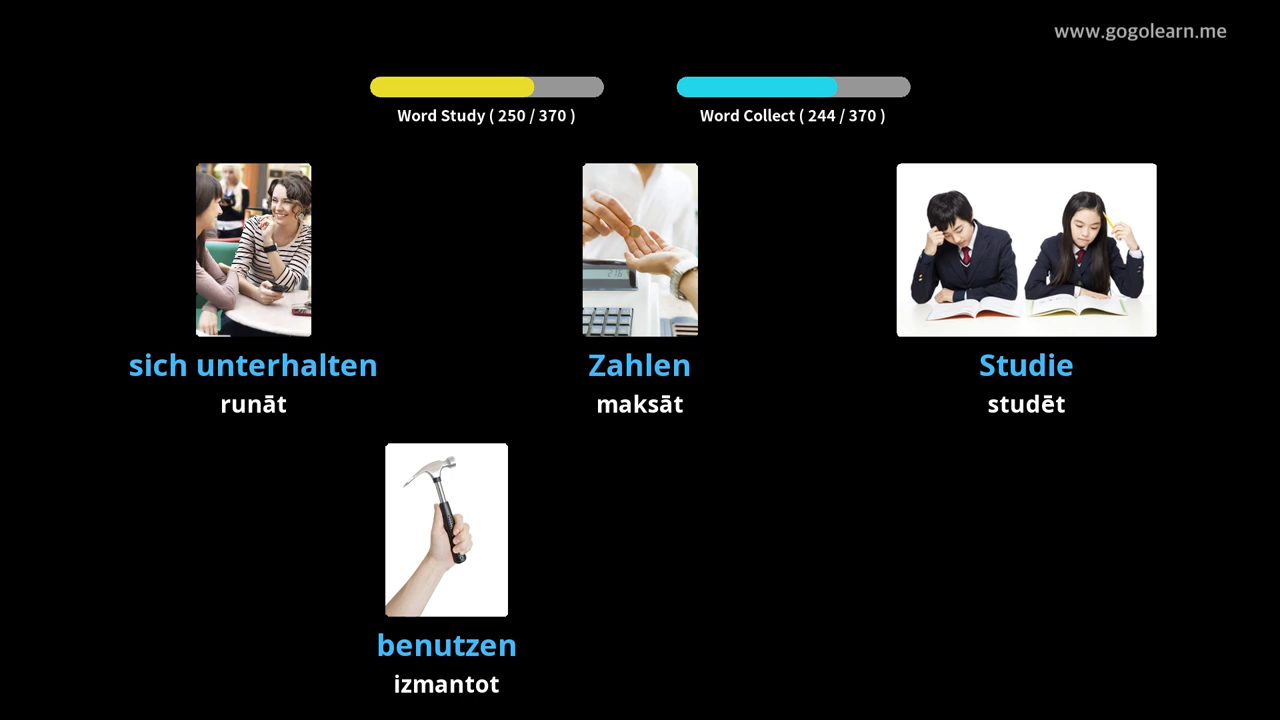 www.gogolearn.me
Word Study ( 250 / 370 )
Word Collect ( 244 / 370 )
sich unterhalten
runāt
Zahlen
maksāt
Studie
studēt
benutzen
izmantot